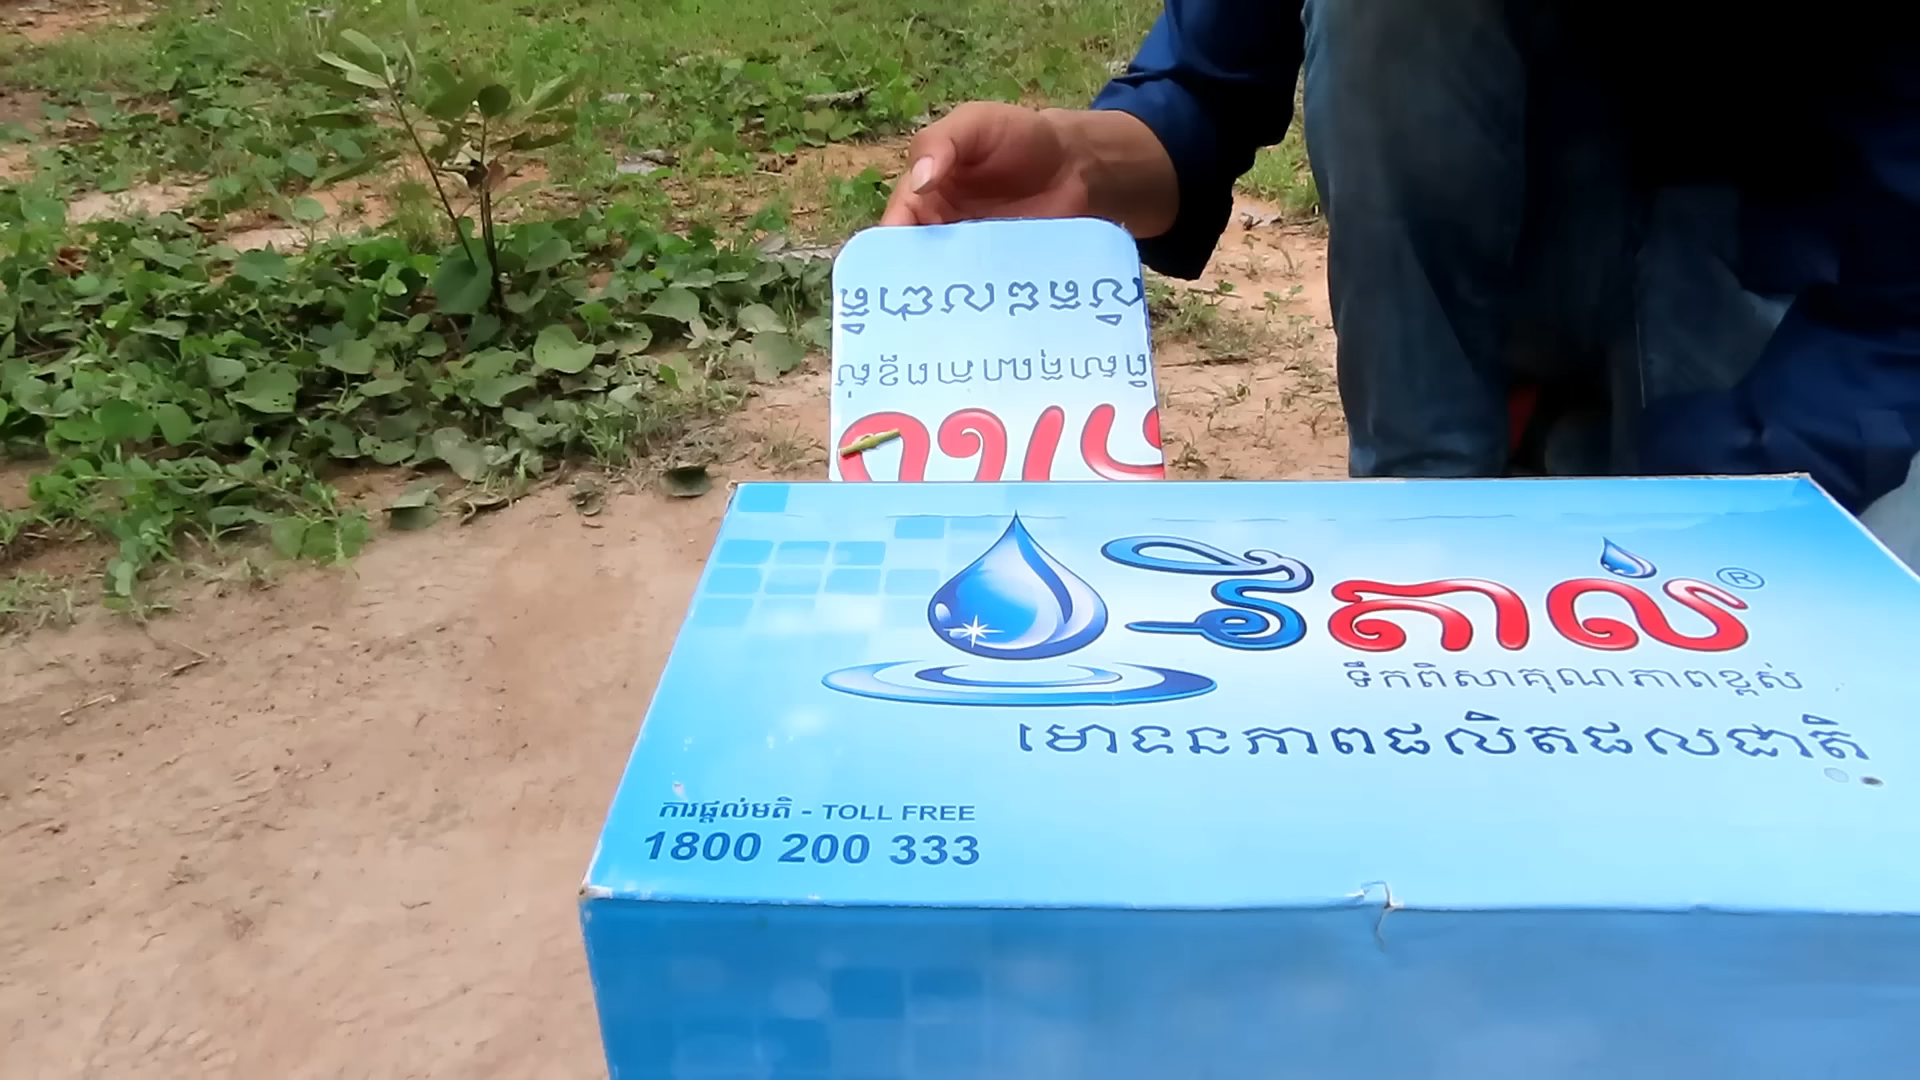 វីតាល់®
ទឹកពិសាគុណភាពខ្ពស់
មោទនភាពផលិតផលជាតិ
ការផ្តល់មតិ - TOLL FREE
1800 200 333